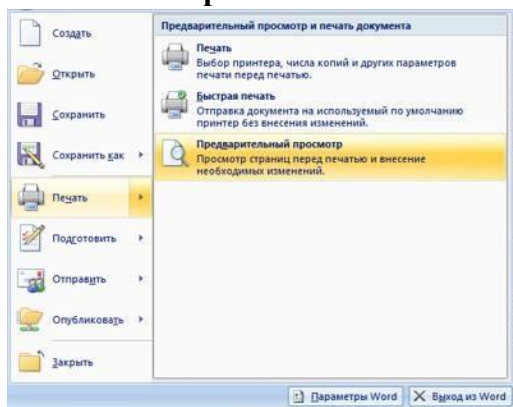 Создать
Открыть
Сохранить
Сохранить как
Печать
Подготовить
Отправить
Опубликовать
Закрыть
Предварительный просмотр и печать документа
Печать
Выбор принтера, числа копий и других параметров
печати перед печатью.
Быстрая печать
Отправка документа на используемый по умолчанию
принтер без внесения изменений.
Предварительный просмотр
Просмотр страниц перед печатью и внесение
необходимых изменений.
Параметры Word
Выход из Word